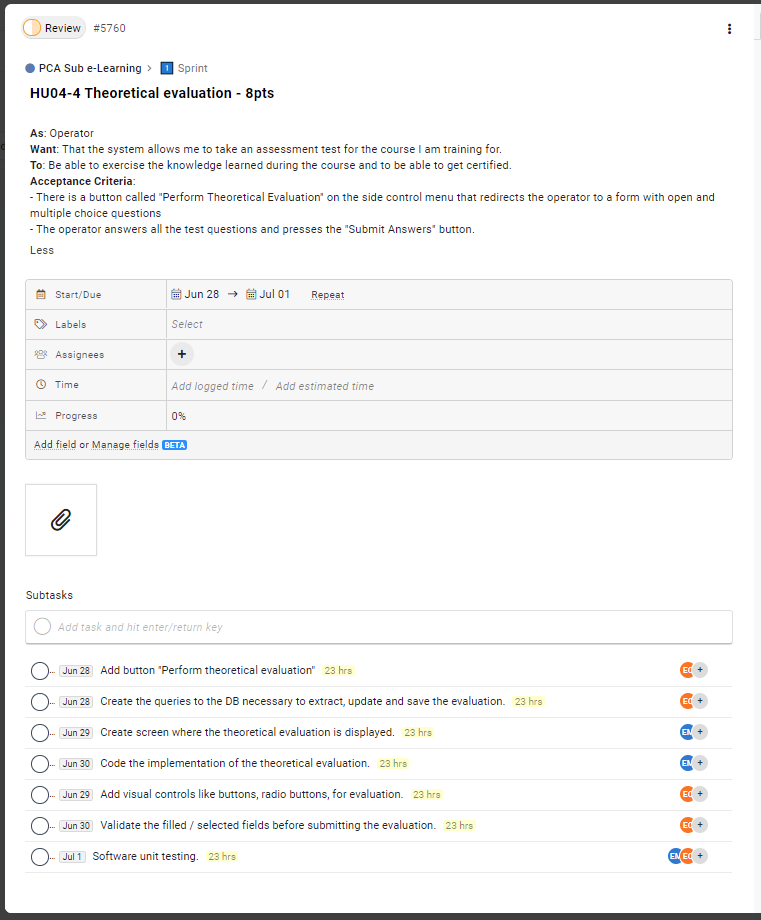 Review #5760
PCA Sub e-Learning > 1 Sprint
HU04-4 Theoretical evaluation - 8pts
As: Operator
Want: That the system allows me to take an assessment test for the course I am training for.
To: Be able to exercise the knowledge learned during the course and to be able to get certified.
Acceptance Criteria:
- There is a button called "Perform Theoretical Evaluation" on the side control menu that redirects the operator to a form with open and
multiple choice questions
- The operator answers all the test questions and presses the "Submit Answers" button.
Less
Start/Due Jun 28 → Jul 01 Repeat
Labels Select
Assignees +
Time Add logged time / Add estimated time
Progress 0%
Add field or Manage fields BETA
Subtasks
Add task and hit enter/return key
Jun 28 Add button "Perform theoretical evaluation" 23 hrs +
Jun 28 Create the queries to the DB necessary to extract, update and save the evaluation. 23 hrs +
Jun 29 Create screen where the theoretical evaluation is displayed. 23 hrs +
Jun 30 Code the implementation of the theoretical evaluation. 23 hrs +
Jun 29 Add visual controls like buttons, radio buttons, for evaluation. 23 hrs +
Jun 30 Validate the filled / selected fields before submitting the evaluation. 23 hrs +
Jul 1 Software unit testing. 23 hrs +